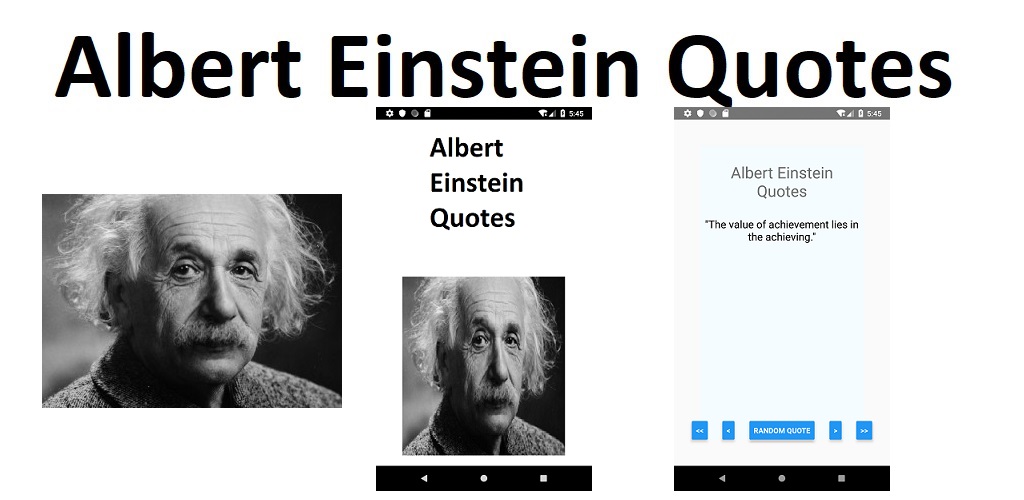 Albert Einstein Quotes
5:45
Albert
Einstein
Quotes
5:45
Albert Einstein
Quotes
"The value of achievement lies in
the achieving."
<< < RANDOM QUOTE > >>